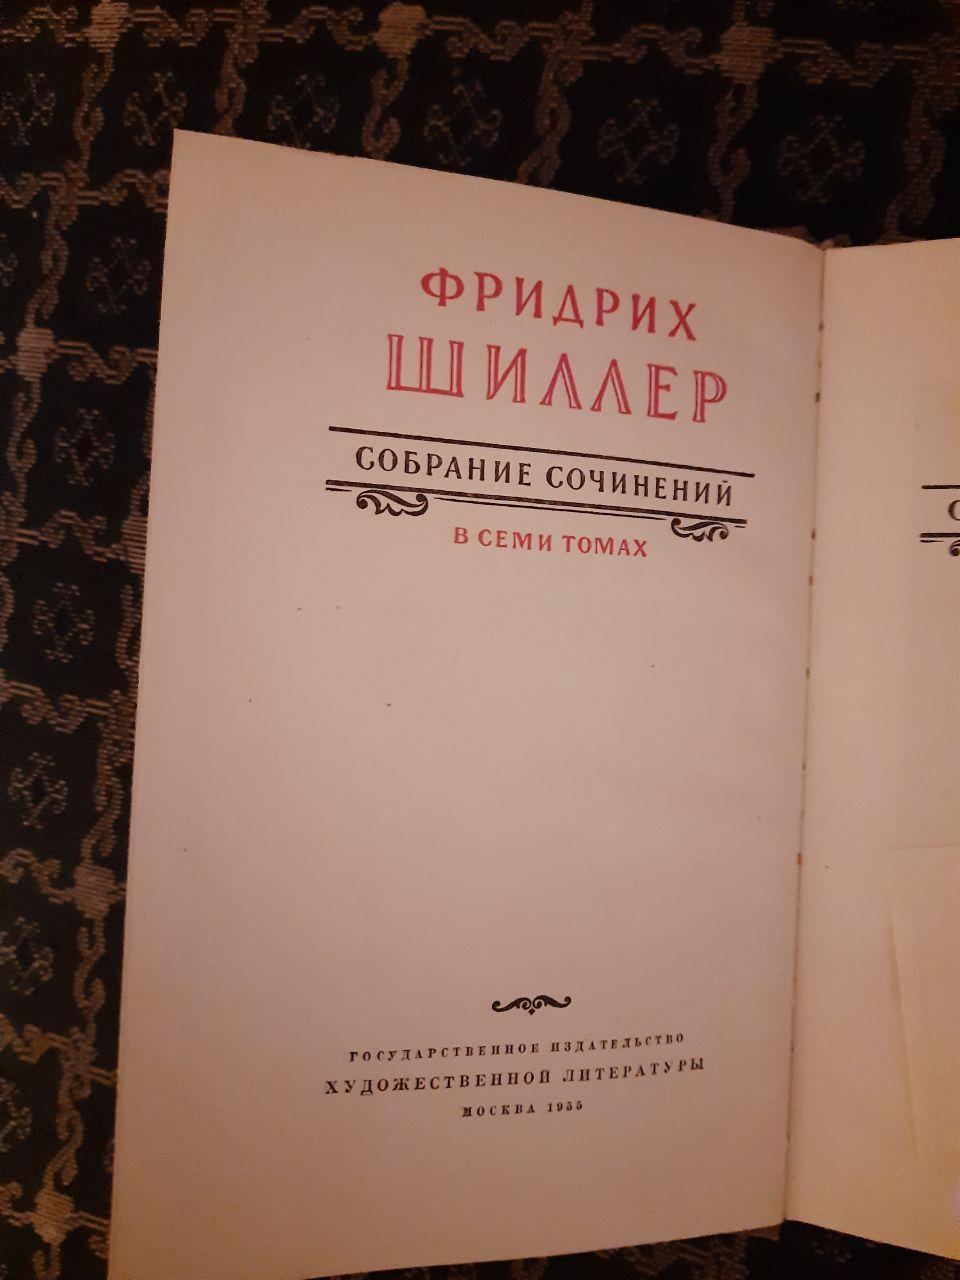 ФРИДРИХ
ШИЛЛЕР
СОБРАНИЕ СОЧИНЕНИЙ
В СЕМИ ТОМАХ
ГОСУДАРСТВЕННОЕ ИЗДАТЕЛЬСТВО
ХУДОЖЕСТВЕННОЙ ЛИТЕРАТУРЫ
МОСКВА 1955